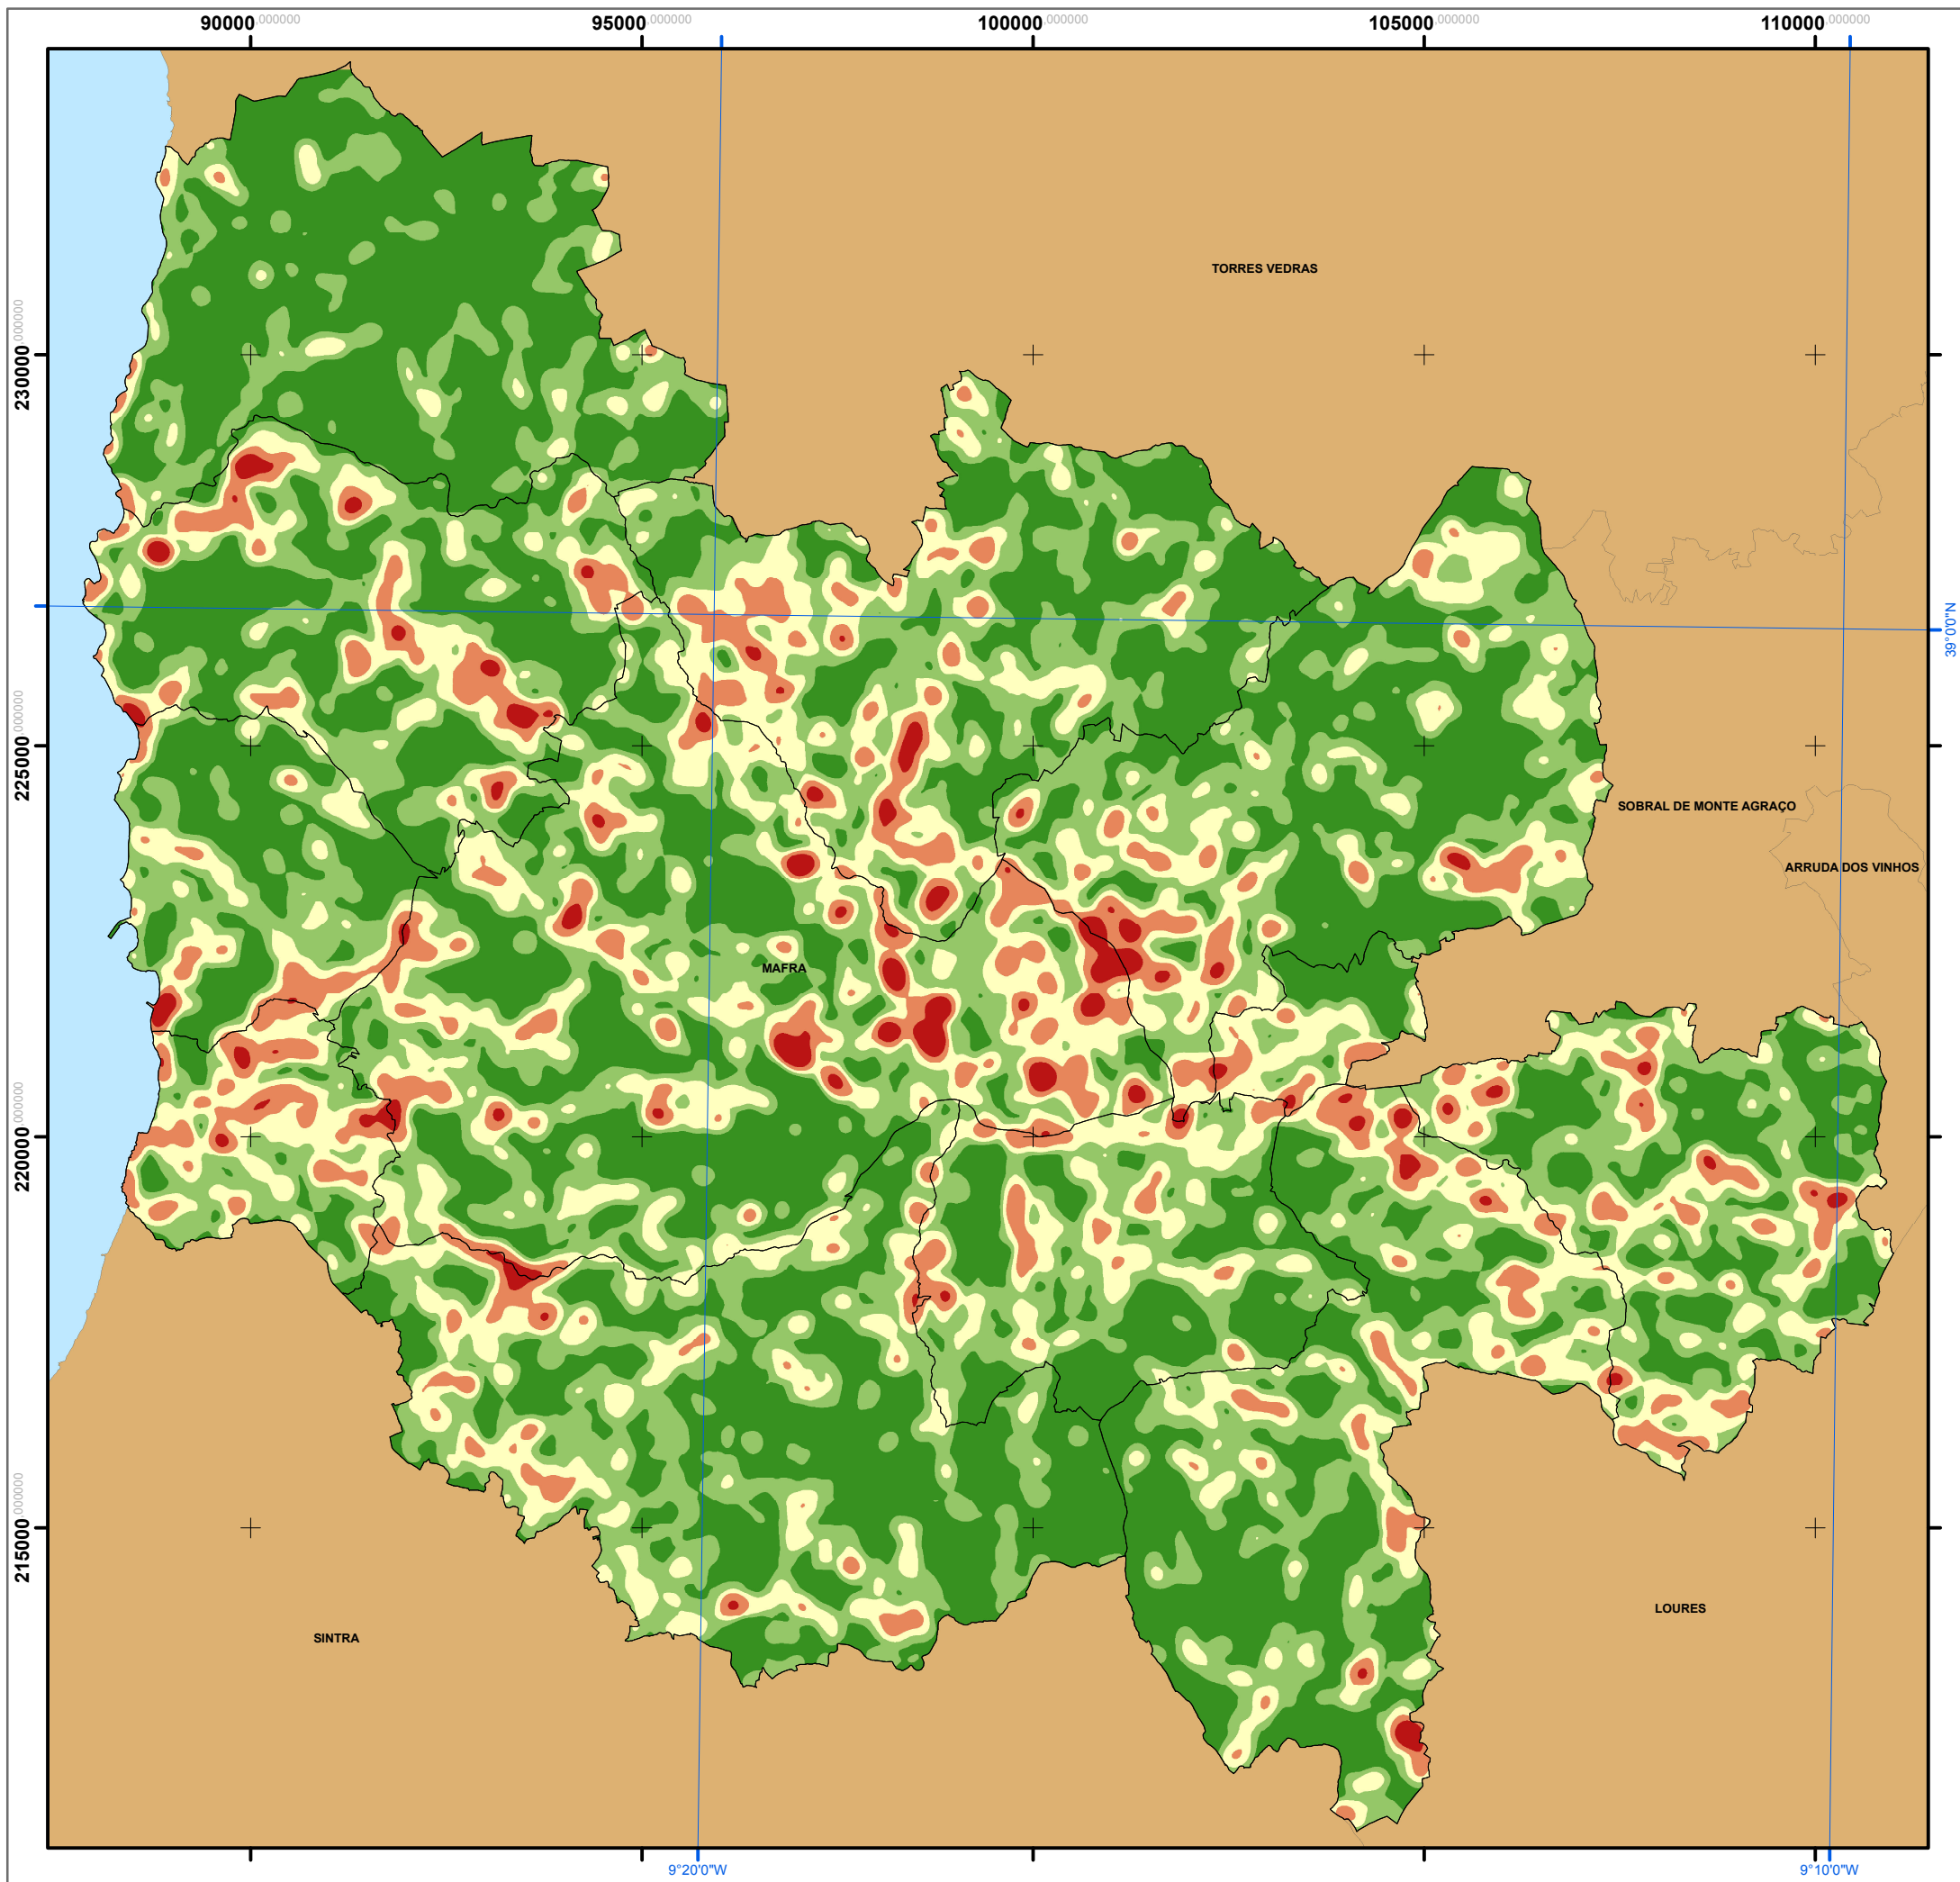 90000,000000
95000,000000
100000,000000
105000,000000
110000,000000
TORRES VEDRAS
230000,000000
39°0'0"N
225000,000000
SOBRAL DE MONTE AGRAÇO
ARRUDA DOS VINHOS
MAFRA
220000,000000
215000,000000
LOURES
SINTRA
9°20'0"W
9°10'0"W